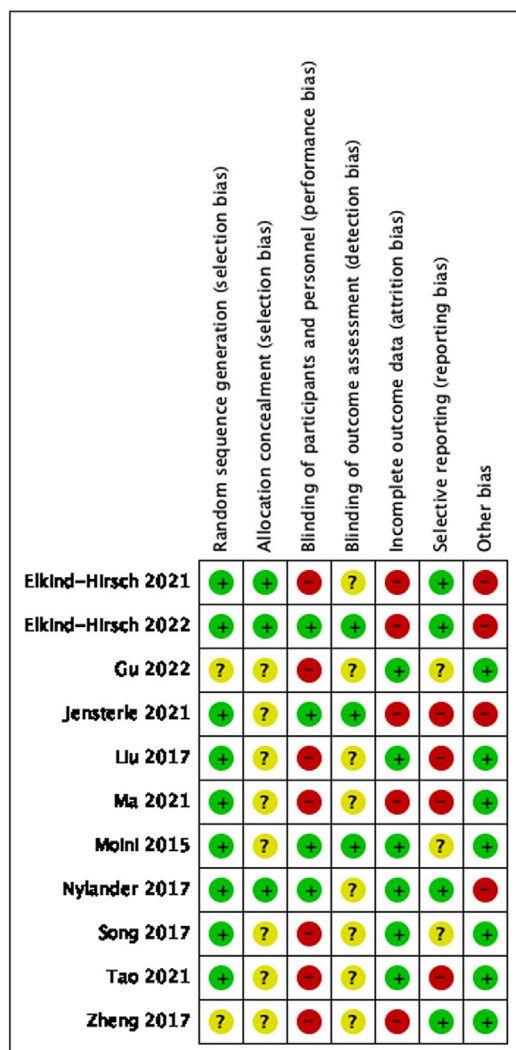 Random sequence generation (selection bias)
Allocation concealment (selection bias)
Blinding of participants and personnel (performance bias)
Blinding of outcome assessment (detection bias)
Incomplete outcome data (attrition bias)
Selective reporting (reporting bias)
Other bias
Elkind-Hirsch 2021 + + - ? - + -
Elkind-Hirsch 2022 + + + + - + -
Gu 2022 ? ? - ? + ? +
Jensterle 2021 + ? + + - - -
Liu 2017 + ? - ? + - +
Ma 2021 + ? - ? - - +
Moini 2015 + ? + + + ? +
Nylander 2017 + + + ? + + -
Song 2017 + ? - ? + ? +
Tao 2021 + ? - ? + - +
Zheng 2017 ? ? - ? - + +